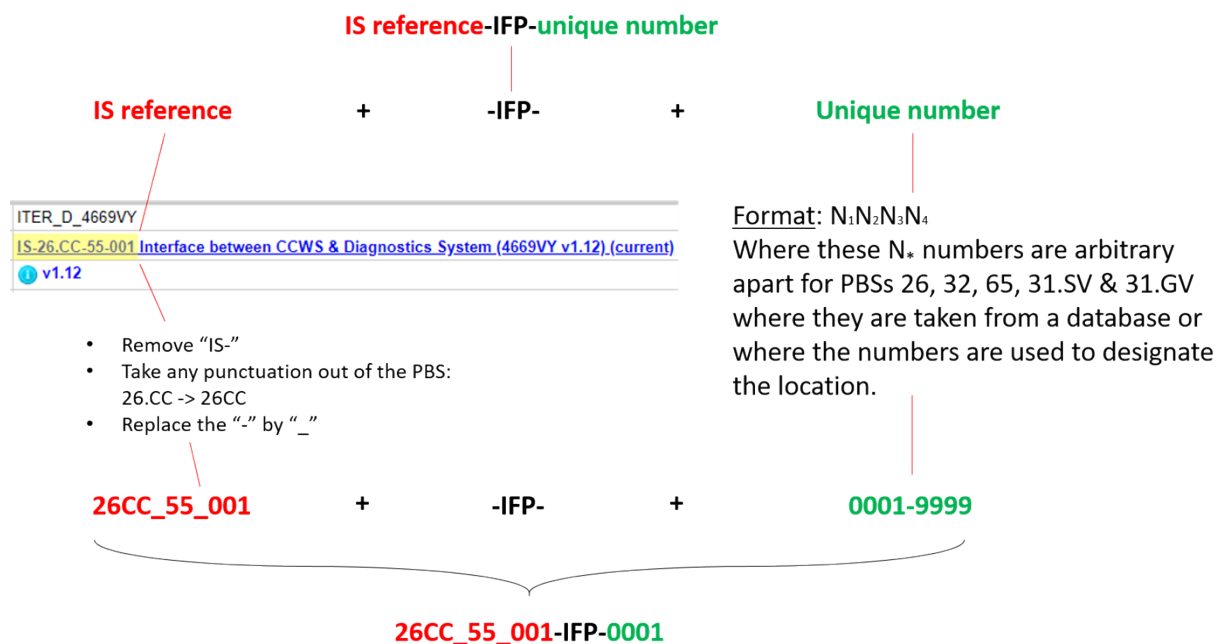 IS reference-IFP-unique number
IS reference + -IFP- + Unique number
ITER_D_4669VY
IS-26.CC-55-001 Interface between CCWS & Diagnostics System (4669VY v1.12) (current)
i v1.12
Format: N₁N₂N₃N₄
Where these N* numbers are arbitrary
apart for PBSs 26, 32, 65, 31.SV & 31.GV
where they are taken from a database or
where the numbers are used to designate
the location.
• Remove “IS-”
• Take any punctuation out of the PBS:
26.CC -> 26CC
• Replace the “-” by “_”
26CC_55_001 + -IFP- + 0001-9999
26CC_55_001-IFP-0001